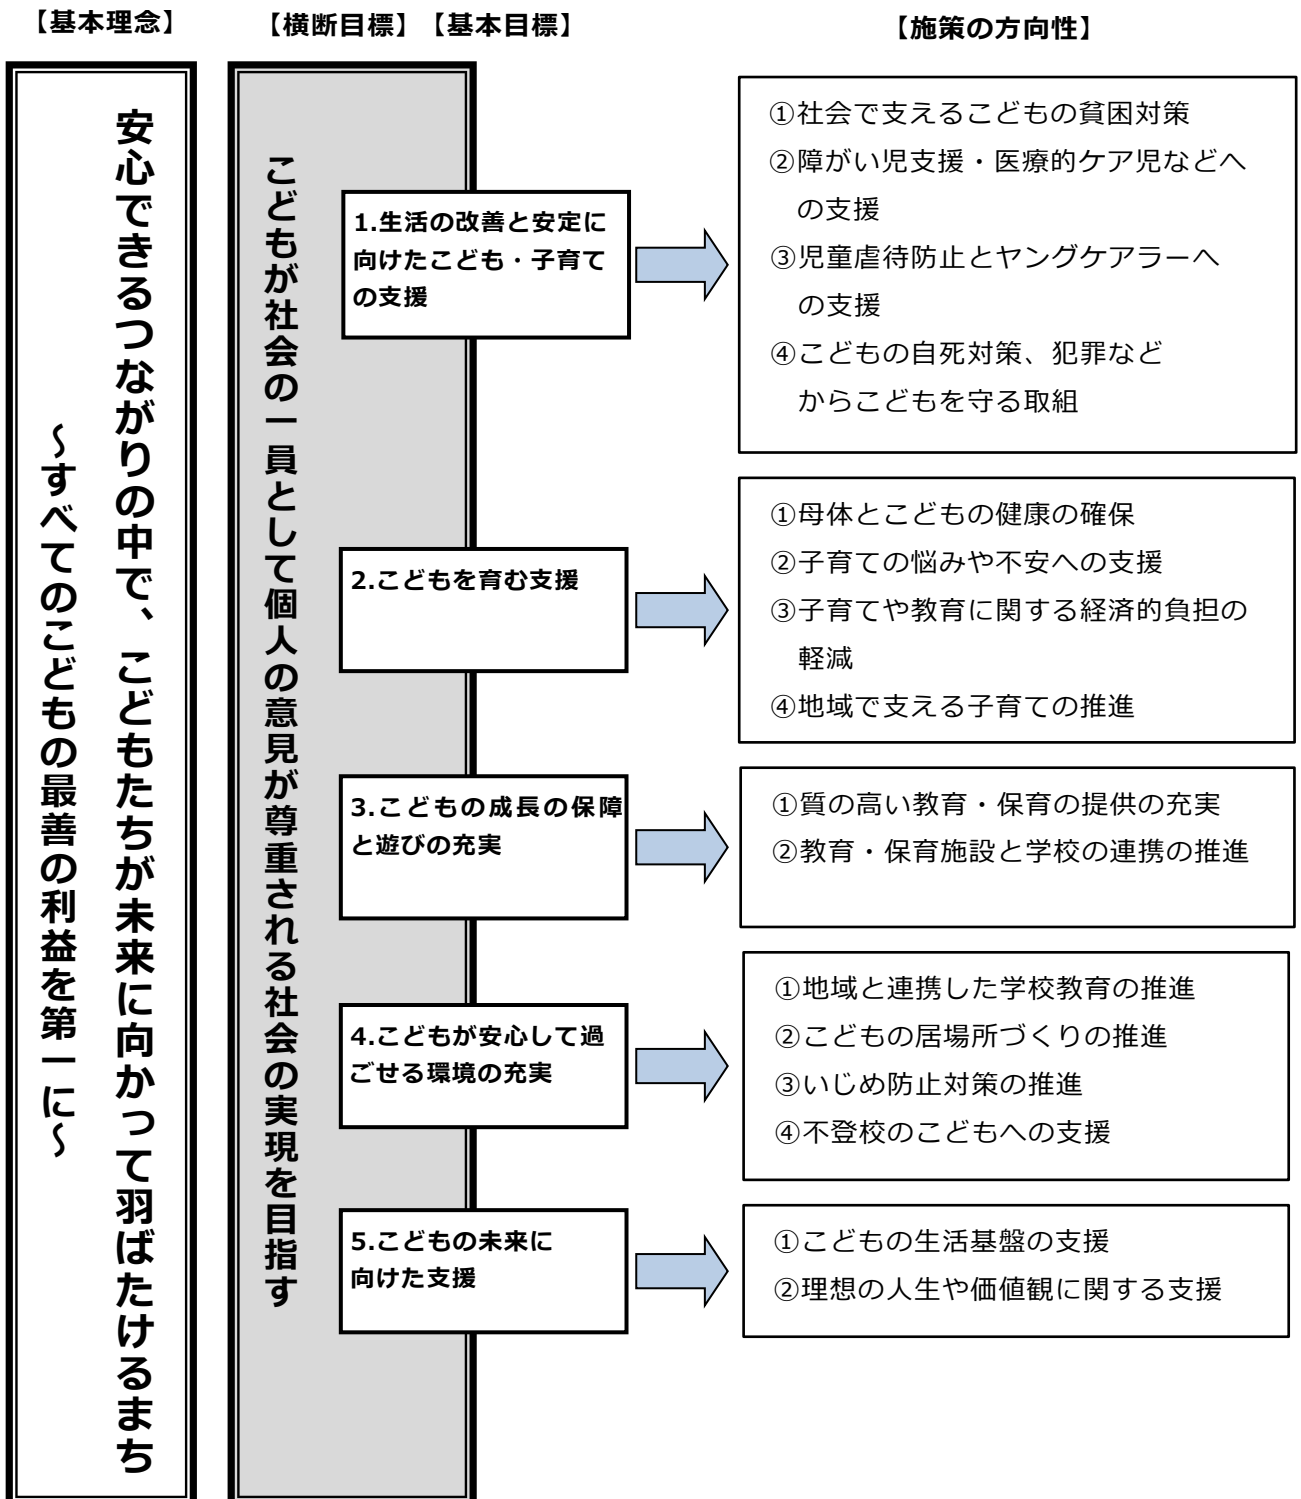 【基本理念】
【横断目標】
【基本目標】
【施策の方向性】
安心できるつながりの中で、こどもたちが未来に向かって羽ばたけるまち
～すべてのこどもの最善の利益を第一に～
こどもが社会の一員として個人の意見が尊重される社会の実現を目指す
1.生活の改善と安定に
向けたこども・子育て
の支援
①社会で支えるこどもの貧困対策
②障がい児支援・医療的ケア児などへ
の支援
③児童虐待防止とヤングケアラーへ
の支援
④こどもの自死対策、犯罪など
からこどもを守る取組
2.こどもを育む支援
①母体とこどもの健康の確保
②子育ての悩みや不安への支援
③子育てや教育に関する経済的負担の
軽減
④地域で支える子育ての推進
3.こどもの成長の保障
と遊びの充実
①質の高い教育・保育の提供の充実
②教育・保育施設と学校の連携の推進
4.こどもが安心して過
ごせる環境の充実
①地域と連携した学校教育の推進
②こどもの居場所づくりの推進
③いじめ防止対策の推進
④不登校のこどもへの支援
5.こどもの未来に
向けた支援
①こどもの生活基盤の支援
②理想の人生や価値観に関する支援